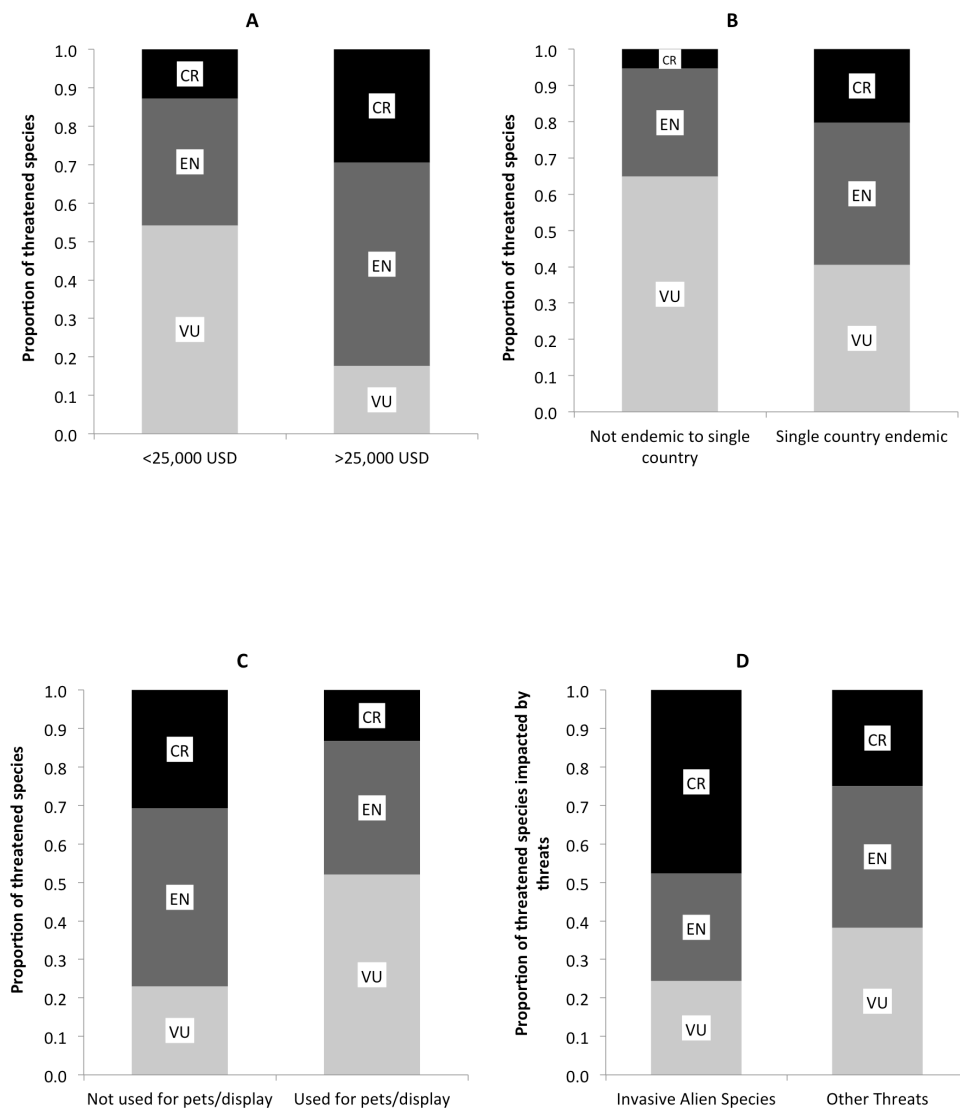 A
Proportion of threatened species
1.0
0.9
0.8
0.7
0.6
0.5
0.4
0.3
0.2
0.1
0.0
CR
EN
VU
CR
EN
VU
<25,000 USD
>25,000 USD
B
Proportion of threatened species
1.0
0.9
0.8
0.7
0.6
0.5
0.4
0.3
0.2
0.1
0.0
CR
EN
VU
CR
EN
VU
Not endemic to single
country
Single country endemic
C
Proportion of threatened species
1.0
0.9
0.8
0.7
0.6
0.5
0.4
0.3
0.2
0.1
0.0
CR
EN
VU
CR
EN
VU
Not used for pets/display
Used for pets/display
D
Proportion of threatened species impacted by
threats
1.0
0.9
0.8
0.7
0.6
0.5
0.4
0.3
0.2
0.1
0.0
CR
EN
VU
CR
EN
VU
Invasive Alien Species
Other Threats